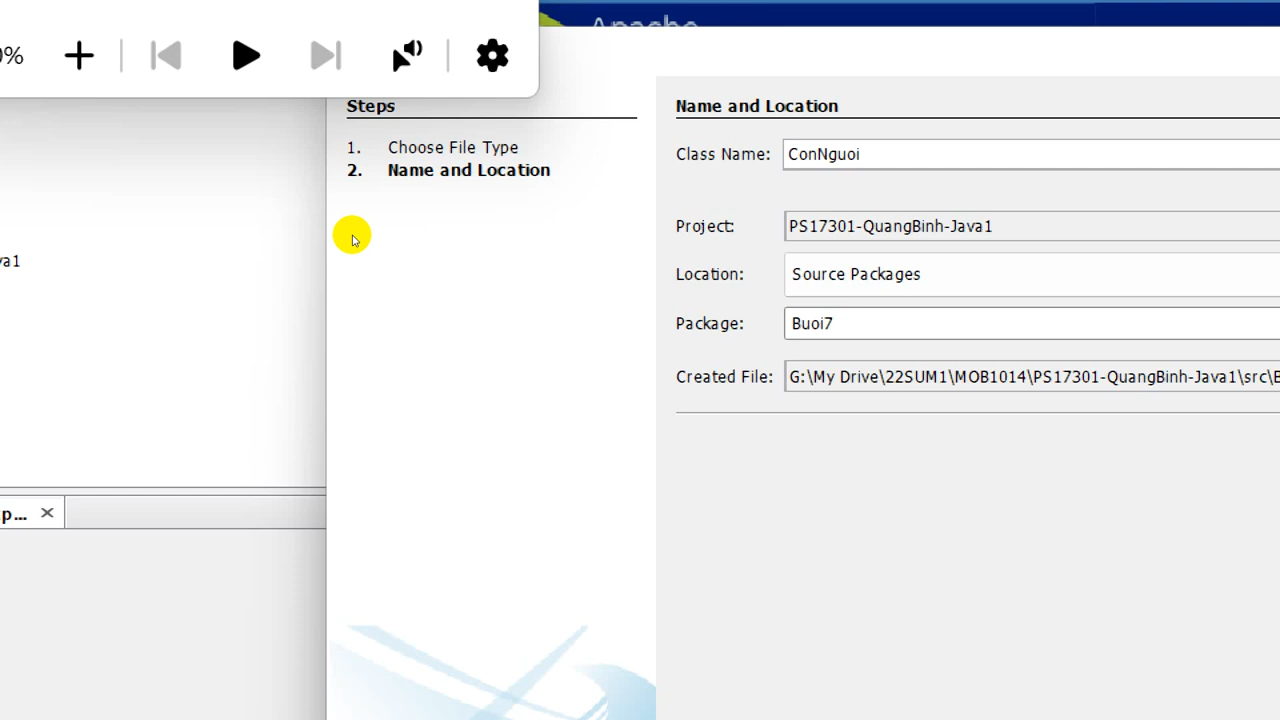 Apache
0%
Steps
1. Choose File Type
2. Name and Location
Name and Location
Class Name: ConNguoi
Project: PS17301-QuangBinh-Java1
Location: Source Packages
Package: Buoi7
Created File: G:\My Drive\22SUM1\MOB1014\PS17301-QuangBinh-Java1\src\B
va1
p...